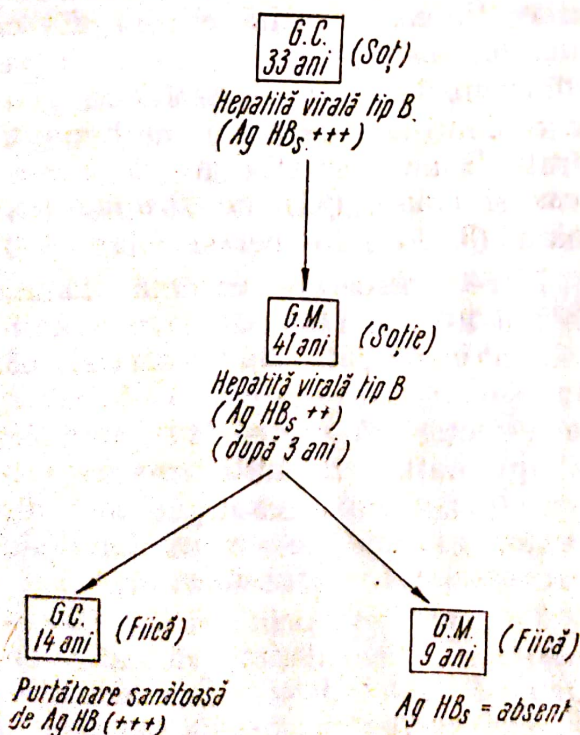 G.C.
33 ani (Soț)
Hepatită virală tip B.
(Ag HBs +++)
G.M.
41 ani (Soție)
Hepatită virală tip B
(Ag HBs ++)
(după 3 ani)
G.C.
14 ani (Fiică)
Purtătoare sanătoasă
de Ag HB (+++)
G.M.
9 ani (Fiică)
Ag HBs = absent